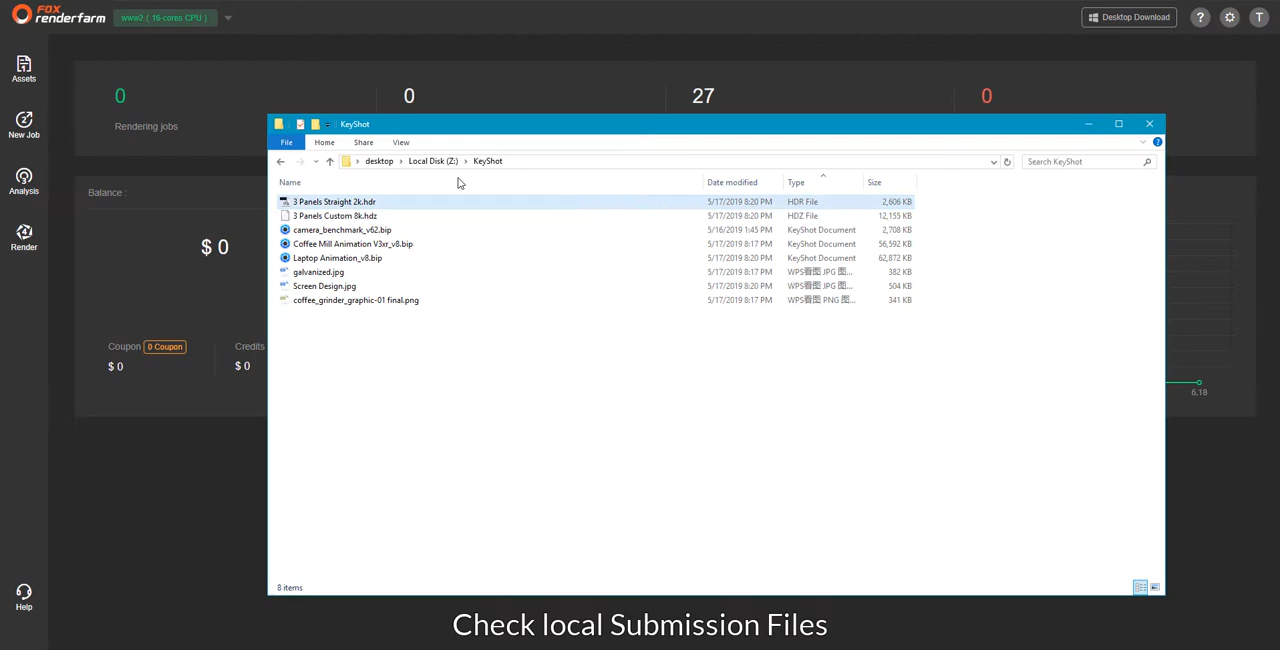 FOX
renderfarm
www2 ( 16-cores CPU )
Desktop Download
?
T
Assets
New Job
Analysis
Render
Help
0
0
27
0
Rendering jobs
Balance :
$ 0
Coupon
0 Coupon
Credits
$ 0
$ 0
6.18
KeyShot
File
Home
Share
View
desktop
Local Disk (Z:)
KeyShot
Search KeyShot
Name
Date modified
Type
Size
3 Panels Straight 2k.hdr 5/17/2019 8:20 PM HDR File 2,606 KB
3 Panels Custom 8k.hdz 5/17/2019 8:20 PM HDZ File 12,155 KB
camera_benchmark_v62.bip 5/16/2019 1:45 PM KeyShot Document 2,708 KB
Coffee Mill Animation V3xr_v8.bip 5/17/2019 8:17 PM KeyShot Document 56,592 KB
Laptop Animation_v8.bip 5/17/2019 8:20 PM KeyShot Document 62,872 KB
galvanized.jpg 5/17/2019 8:17 PM WPS看图 JPG 图... 382 KB
Screen Design.jpg 5/17/2019 8:20 PM WPS看图 JPG 图... 504 KB
coffee_grinder_graphic-01 final.png 5/17/2019 8:17 PM WPS看图 PNG 图... 341 KB
8 items
Check local Submission Files